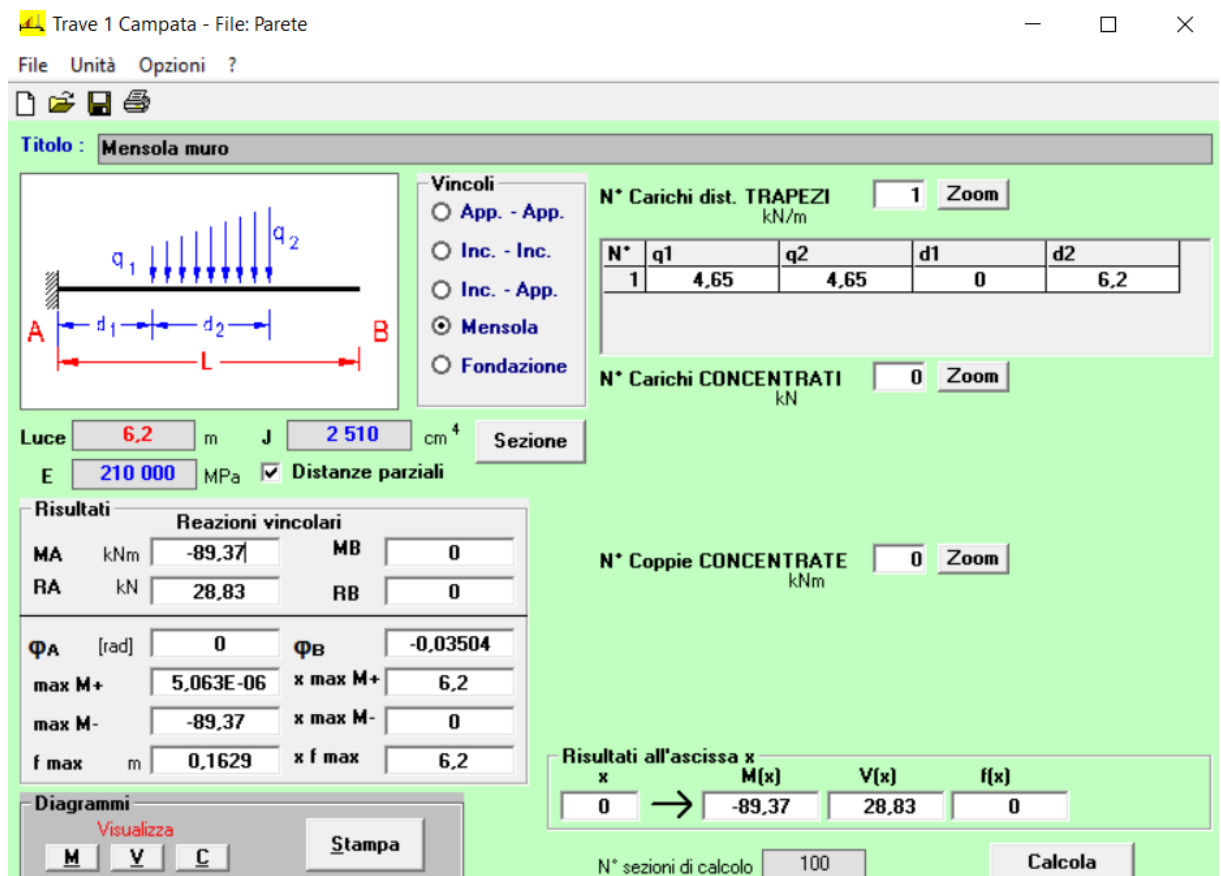 Trave 1 Campata - File: Parete
File Unità Opzioni ?
Titolo : Mensola muro
q1 q2
A d1 d2 B
L
Vincoli
App. - App.
Inc. - Inc.
Inc. - App.
Mensola
Fondazione
N° Carichi dist. TRAPEZI 1 Zoom
kN/m
N° q1 q2 d1 d2
1 4,65 4,65 0 6,2
N° Carichi CONCENTRATI 0 Zoom
kN
Luce 6,2 m J 2 510 cm 4 Sezione
E 210 000 MPa Distanze parziali
Risultati
Reazioni vincolari
MA kNm -89,37 MB 0
RA kN 28,83 RB 0
N° Coppie CONCENTRATE 0 Zoom
kNm
φA [rad] 0 φB -0,03504
max M+ 5,063E-06 x max M+ 6,2
max M- -89,37 x max M- 0
f max m 0,1629 x f max 6,2
Risultati all'ascissa x
x M(x) V(x) f(x)
0 -89,37 28,83 0
Diagrammi
Visualizza
M V C Stampa
N° sezioni di calcolo 100 Calcola